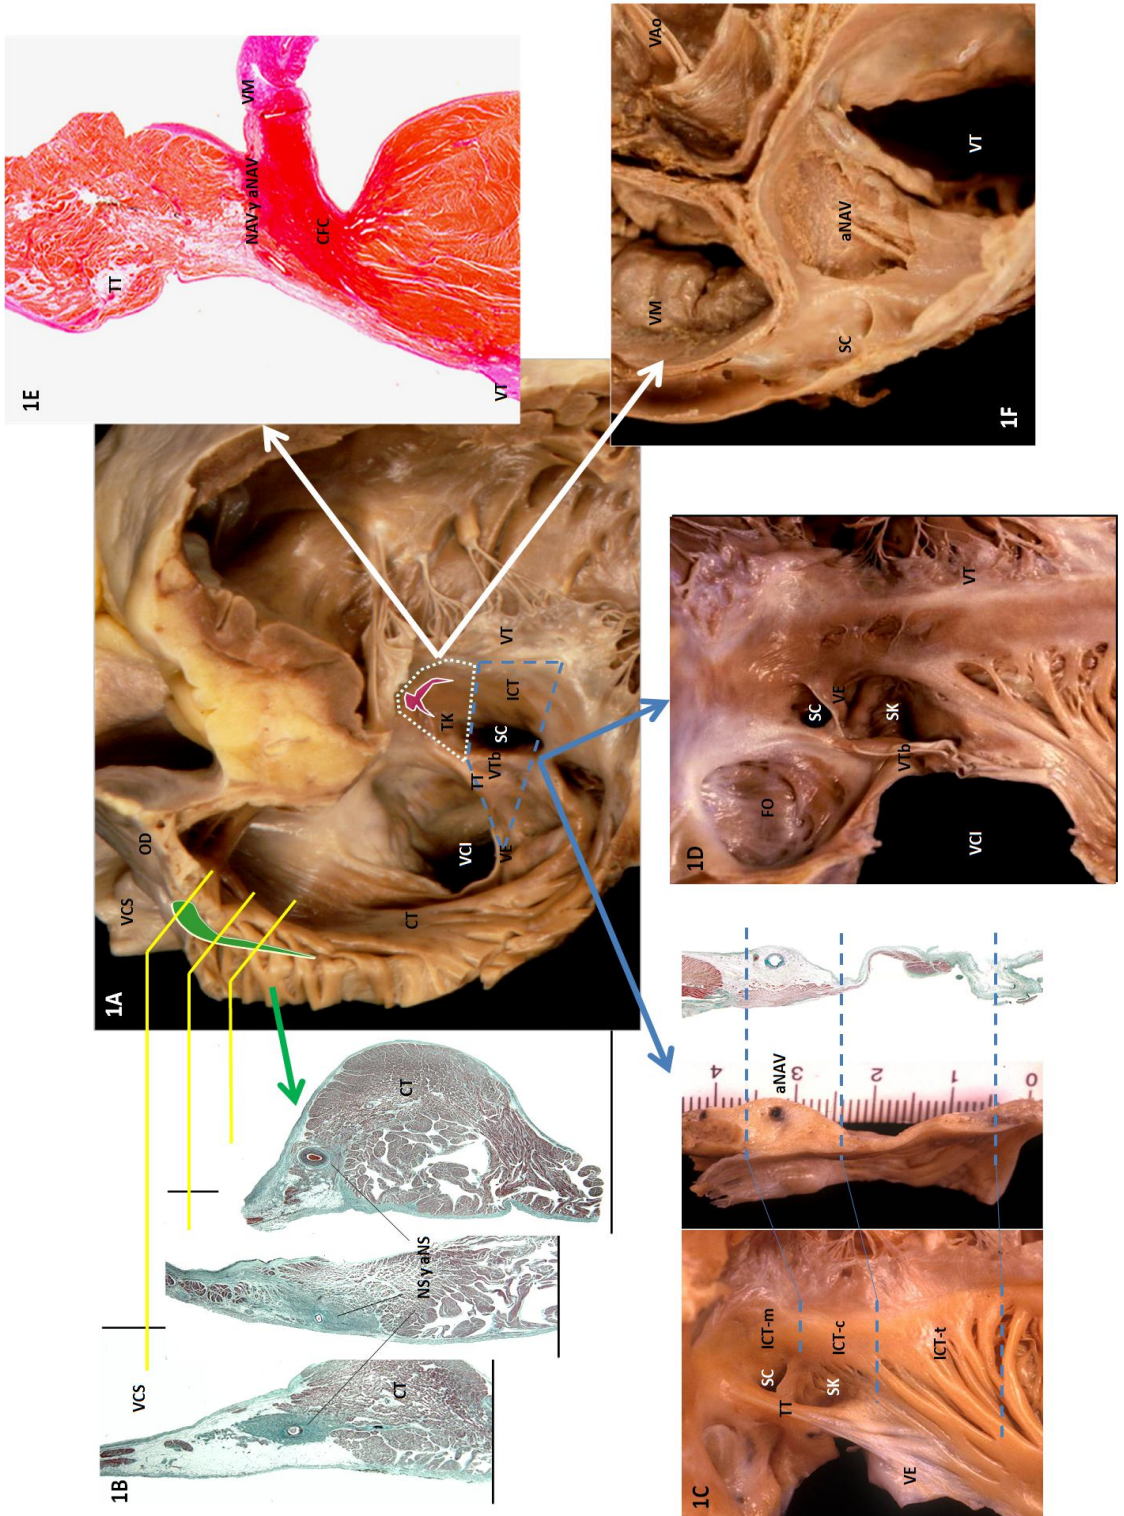 1A
VCS
OD
CT
VCI
VE
TT
VTb
SC
TK
ICT
VT
1B
VCS
CT
NS y aNS
CT
1C
VE
TT
SC
SK
ICT-m
ICT-c
ICT-t
aNAV
4
3
2
1
0
1D
FO
VCI
SC
VE
SK
VTb
VT
1E
TT
NAV y aNAV
VM
CFC
VT
1F
VM
VAo
SC
aNAV
VT